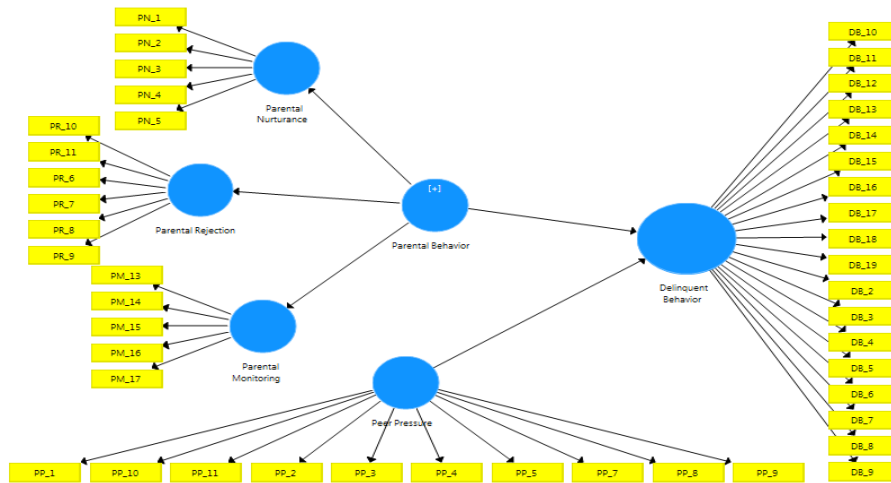 PN_1
PN_2
PN_3
PN_4
PN_5
Parental
Nurturance
PR_10
PR_11
PR_6
PR_7
PR_8
PR_9
Parental Rejection
[+]
Parental Behavior
PM_13
PM_14
PM_15
PM_16
PM_17
Parental
Monitoring
Peer Pressure
PP_1
PP_10
PP_11
PP_2
PP_3
PP_4
PP_5
PP_7
PP_8
PP_9
Delinquent
Behavior
DB_10
DB_11
DB_12
DB_13
DB_14
DB_15
DB_16
DB_17
DB_18
DB_19
DB_2
DB_3
DB_4
DB_5
DB_6
DB_7
DB_8
DB_9